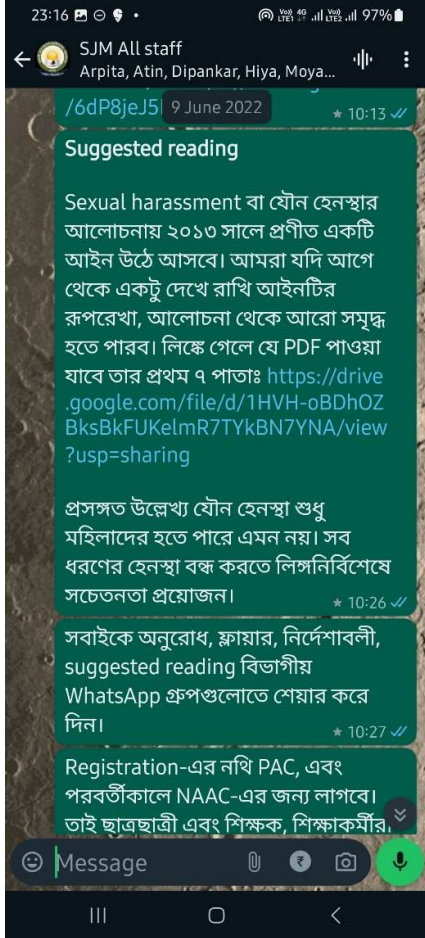 23:16
Vo)) 4G LTE1 Vo)) LTE2 97%
SJM All staff
Arpita, Atin, Dipankar, Hiya, Moya...
/6dP8jeJ5
9 June 2022
10:13
Suggested reading
Sexual harassment বা যৌন হেনস্থার
আলোচনায় ২০১৩ সালে প্রণীত একটি
আইন উঠে আসবে। আমরা যদি আগে
থেকে একটু দেখে রাখি আইনটির
রূপরেখা, আলোচনা থেকে আরো সমৃদ্ধ
হতে পারব। লিঙ্কে গেলে যে PDF পাওয়া
যাবে তার প্রথম ৭ পাতাঃ https://drive
.google.com/file/d/1HVH-oBDhOZ
BksBkFUKelmR7TYkBN7YNA/view
?usp=sharing
প্রসঙ্গত উল্লেখ্য যৌন হেনস্থা শুধু
মহিলাদের হতে পারে এমন নয়। সব
ধরণের হেনস্থা বন্ধ করতে লিঙ্গনির্বিশেষে
সচেতনতা প্রয়োজন।
10:26
সবাইকে অনুরোধ, ফ্লায়ার, নির্দেশাবলী,
suggested reading বিভাগীয়
WhatsApp গ্রুপগুলোতে শেয়ার করে
দিন।
10:27
Registration-এর নথি PAC, এবং
পরবর্তীকালে NAAC-এর জন্য লাগবে।
তাই ছাত্রছাত্রী এবং শিক্ষক, শিক্ষাকর্মীরা
Message